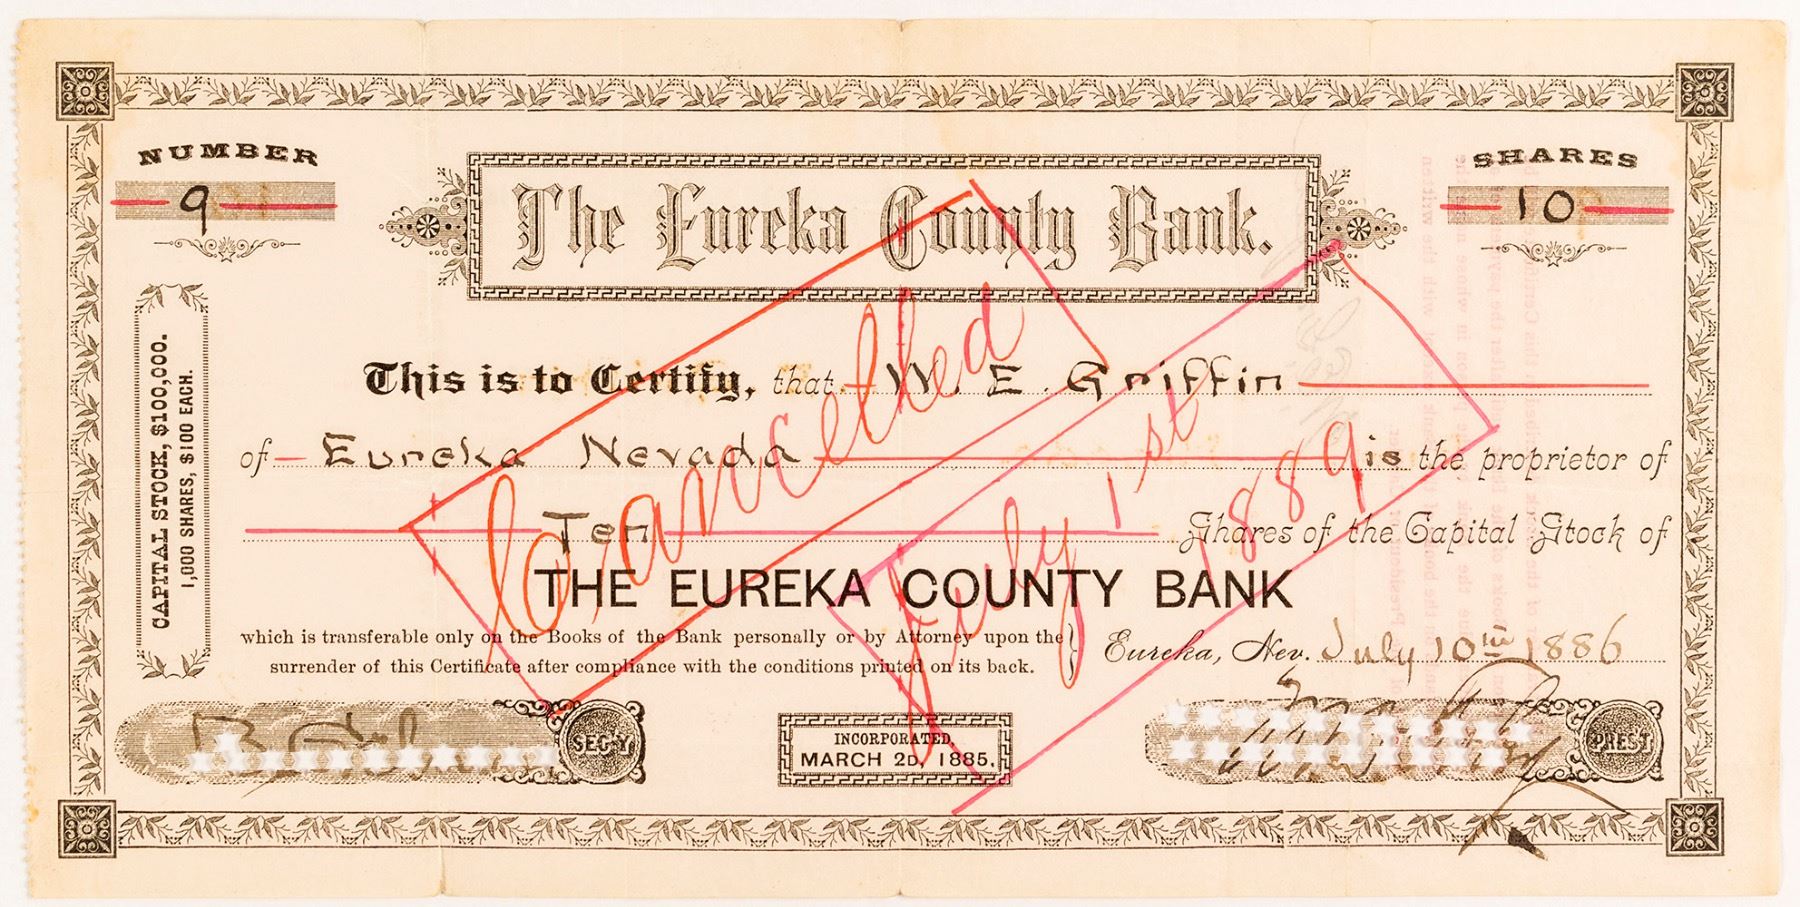 NUMBER
9
SHARES
10
The Eureka County Bank.
CAPITAL STOCK, $100,000.
1,000 SHARES, $100 EACH.
This is to Certify, that W. E. Griffin
of Eureka Nevada is the proprietor of
Ten Shares of the Capital Stock of
THE EUREKA COUNTY BANK
which is transferable only on the Books of the Bank personally or by Attorney upon the
surrender of this Certificate after compliance with the conditions printed on its back.
Eureka, Nev. July 10th 1886
Cancelled
July 1st 1889
SEC'Y
INCORPORATED
MARCH 2D, 1885.
PREST